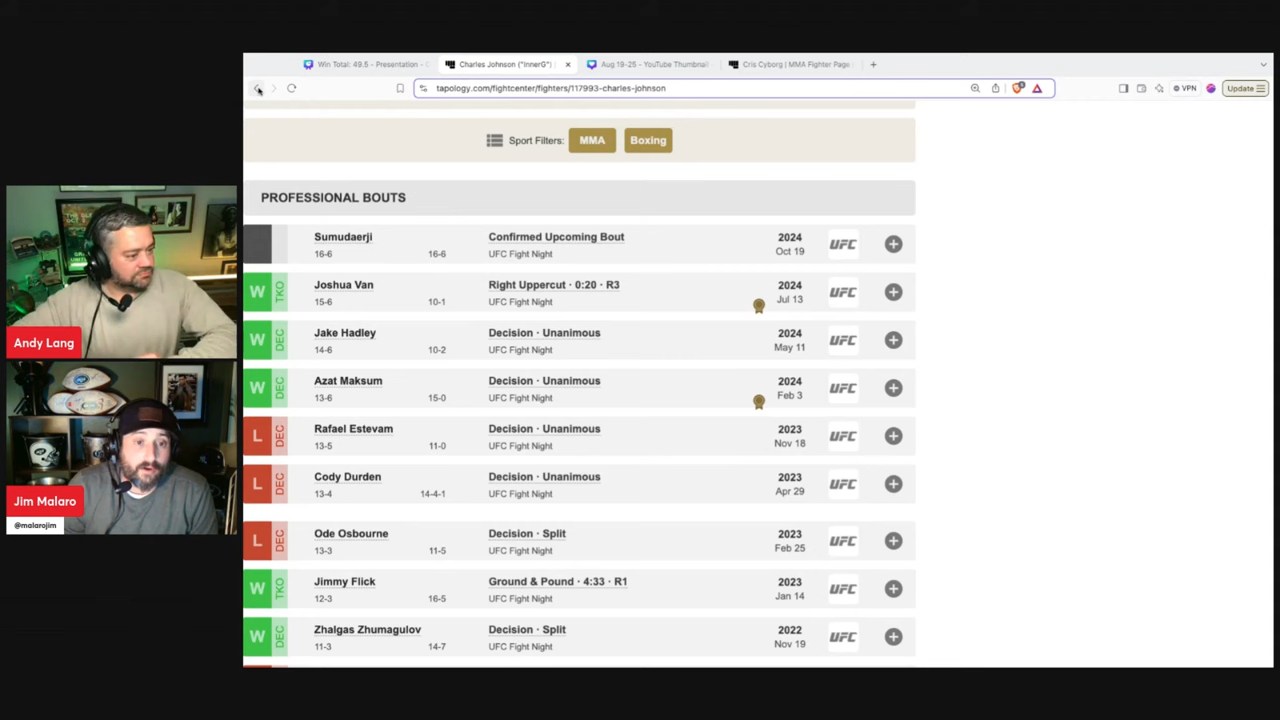 Win Total: 49.5 - Presentation -
Charles Johnson ("InnerG") |
Aug 19-25 - YouTube Thumbnail
Cris Cyborg | MMA Fighter Page
tapology.com/fightcenter/fighters/117993-charles-johnson
VPN
Update
Sport Filters: MMA Boxing
PROFESSIONAL BOUTS
Sumudaerji Confirmed Upcoming Bout 2024
16-6 16-6 UFC Fight Night Oct 19 UFC
W TKO Joshua Van Right Uppercut · 0:20 · R3 2024
15-6 10-1 UFC Fight Night Jul 13 UFC
W DEC Jake Hadley Decision · Unanimous 2024
14-6 10-2 UFC Fight Night May 11 UFC
W DEC Azat Maksum Decision · Unanimous 2024
13-6 15-0 UFC Fight Night Feb 3 UFC
L DEC Rafael Estevam Decision · Unanimous 2023
13-5 11-0 UFC Fight Night Nov 18 UFC
L DEC Cody Durden Decision · Unanimous 2023
13-4 14-4-1 UFC Fight Night Apr 29 UFC
L DEC Ode Osbourne Decision · Split 2023
13-3 11-5 UFC Fight Night Feb 25 UFC
W TKO Jimmy Flick Ground & Pound · 4:33 · R1 2023
12-3 16-5 UFC Fight Night Jan 14 UFC
W DEC Zhalgas Zhumagulov Decision · Split 2022
11-3 14-7 UFC Fight Night Nov 19 UFC
Andy Lang
Jim Malaro
@malarojim